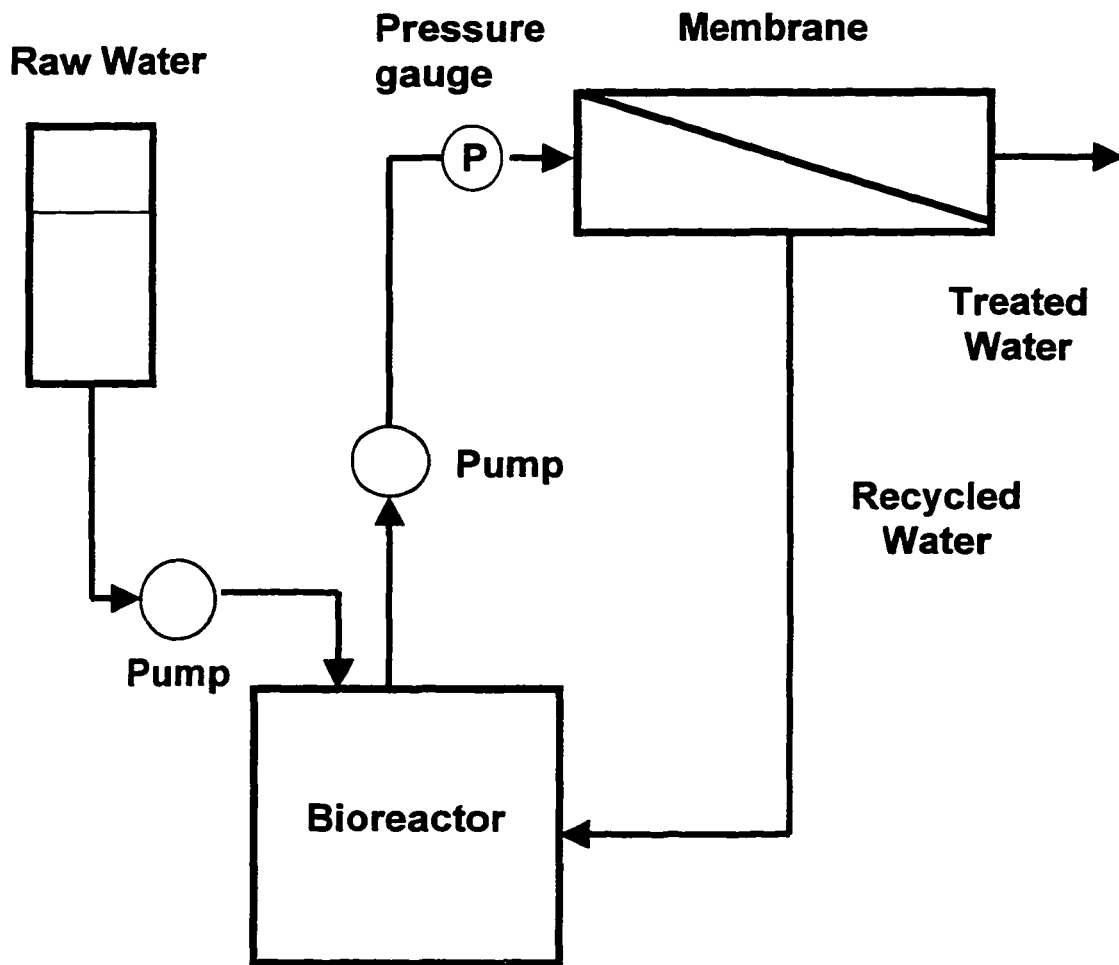 Raw Water
Pressure
gauge
Membrane
P
Treated
Water
Pump
Recycled
Water
Pump
Bioreactor